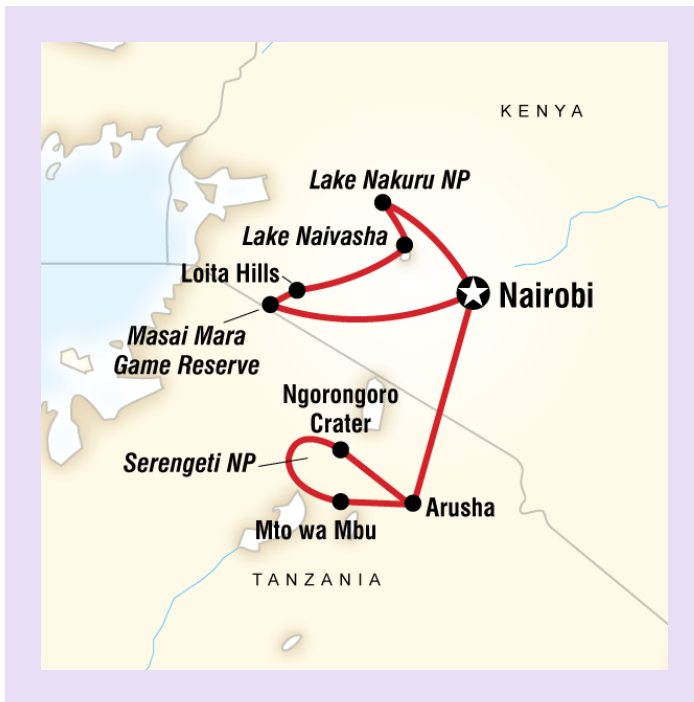 KENYA
Lake Nakuru NP
Lake Naivasha
Loita Hills
Nairobi
Masai Mara
Game Reserve
Ngorongoro
Crater
Serengeti NP
Arusha
Mto wa Mbu
TANZANIA